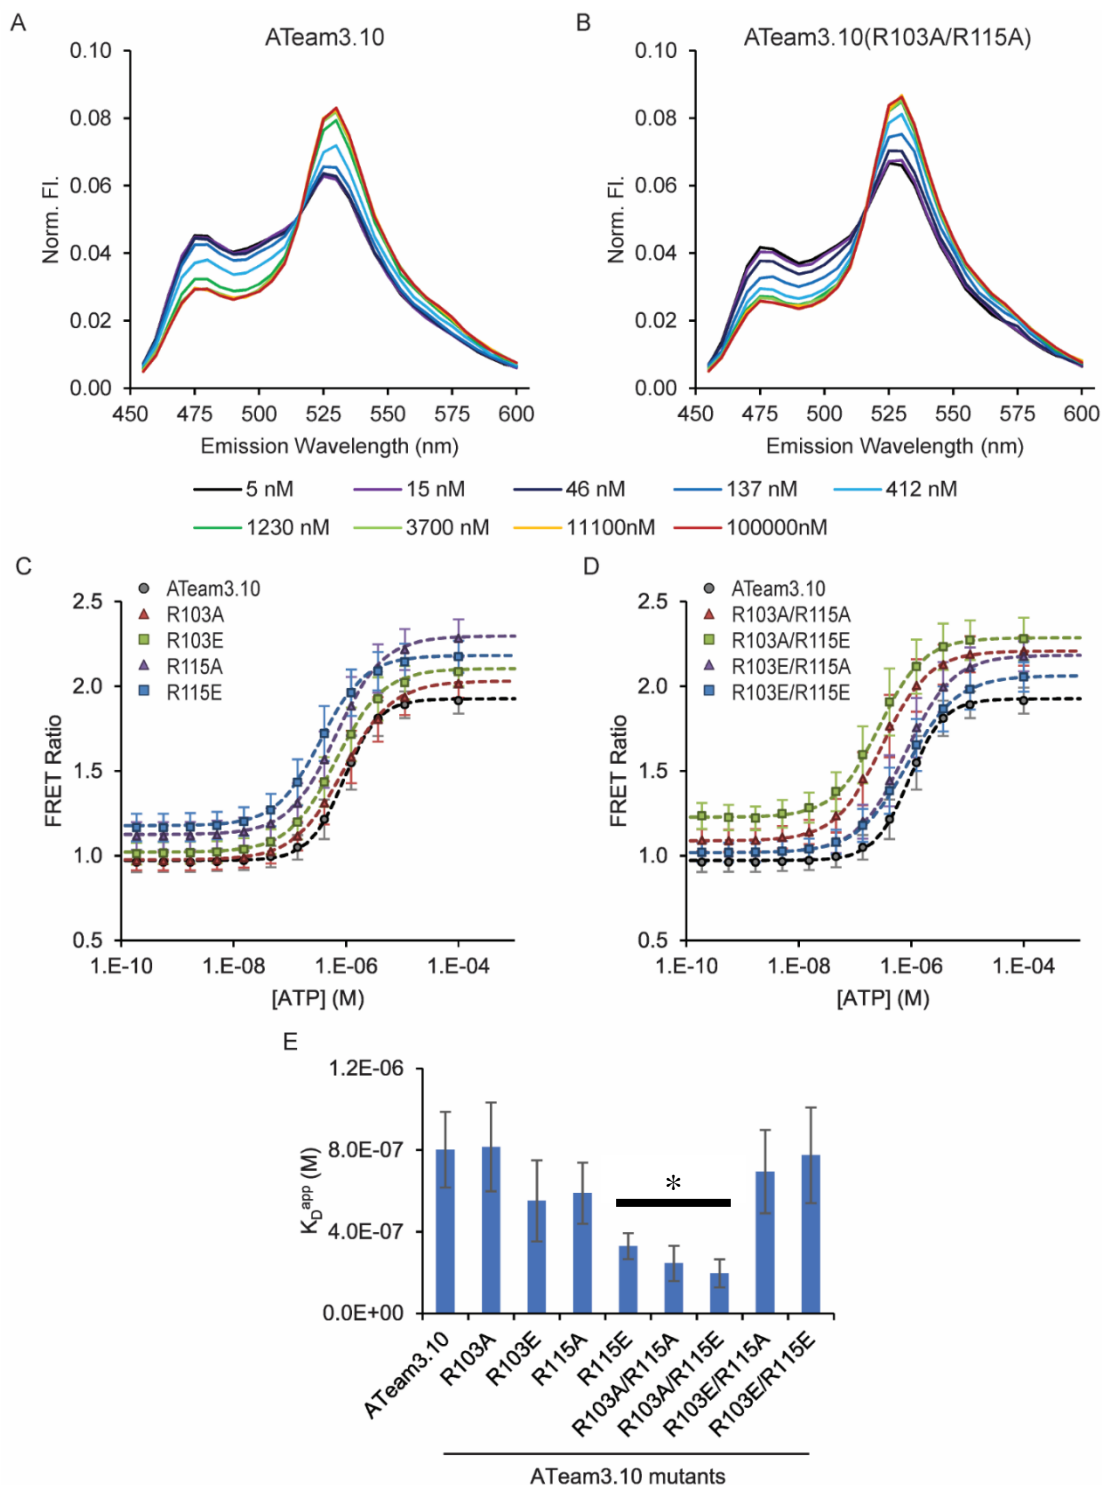 A
ATeam3.10
0.10
0.08
0.06
0.04
0.02
0.00
Norm. Fl.
450 475 500 525 550 575 600
Emission Wavelength (nm)
B
ATeam3.10(R103A/R115A)
0.10
0.08
0.06
0.04
0.02
0.00
Norm. Fl.
450 475 500 525 550 575 600
Emission Wavelength (nm)
5 nM 15 nM 46 nM 137 nM 412 nM
1230 nM 3700 nM 11100nM 100000nM
C
ATeam3.10
R103A
R103E
R115A
R115E
2.5
2.0
1.5
1.0
0.5
FRET Ratio
1.E-10 1.E-08 1.E-06 1.E-04
[ATP] (M)
D
ATeam3.10
R103A/R115A
R103A/R115E
R103E/R115A
R103E/R115E
2.5
2.0
1.5
1.0
0.5
FRET Ratio
1.E-10 1.E-08 1.E-06 1.E-04
[ATP] (M)
E
1.2E-06
8.0E-07
4.0E-07
0.0E+00
KD^app (M)
*
ATeam3.10
R103A
R103E
R115A
R115E
R103A/R115A
R103A/R115E
R103E/R115A
R103E/R115E
ATeam3.10 mutants